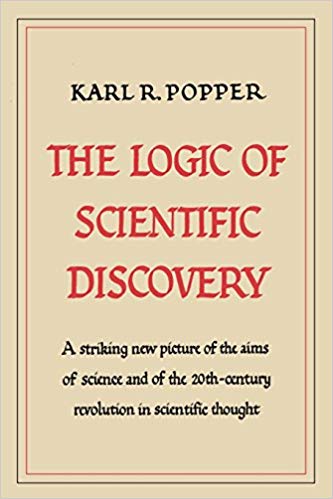 KARL R. POPPER
THE LOGIC OF
SCIENTIFIC
DISCOVERY
A striking new picture of the aims
of science and of the 20th-century
revolution in scientific thought